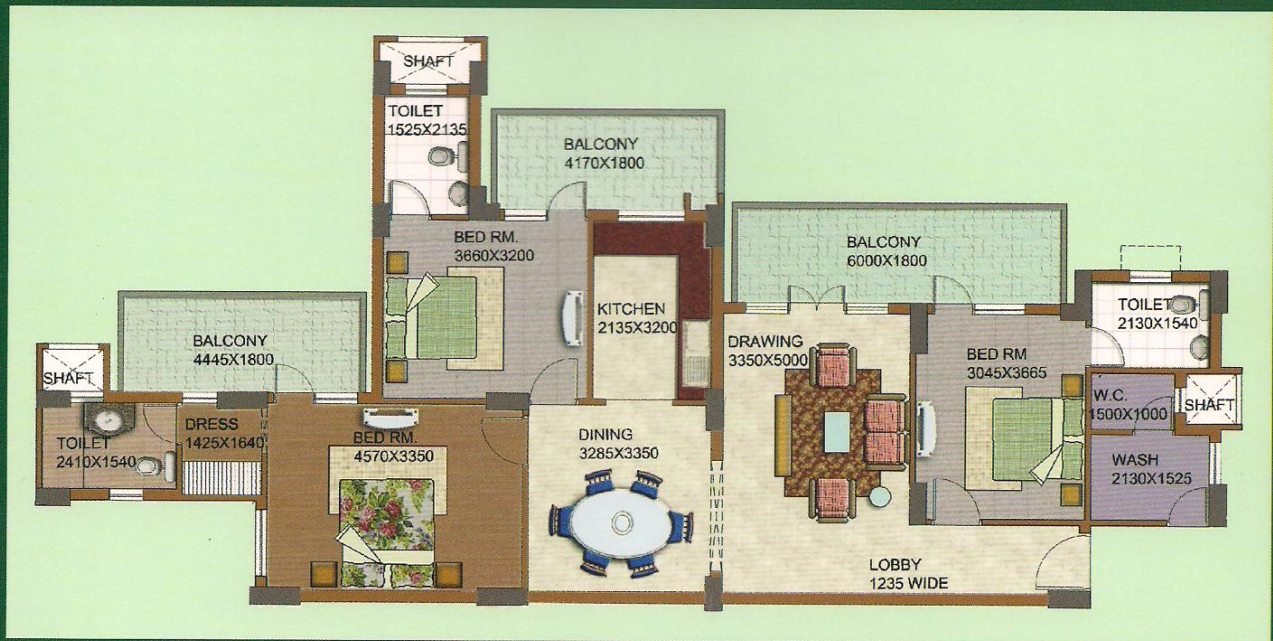 SHAFT
TOILET
1525X2135
BALCONY
4170X1800
BED RM.
3660X3200
KITCHEN
2135X3200
BALCONY
6000X1800
TOILET
2130X1540
BALCONY
4445X1800
DRAWING
3350X5000
BED RM
3045X3665
SHAFT
W.C.
1500X1000
SHAFT
TOILET
2410X1540
DRESS
1425X1640
BED RM.
4570X3350
DINING
3285X3350
WASH
2130X1525
LOBBY
1235 WIDE